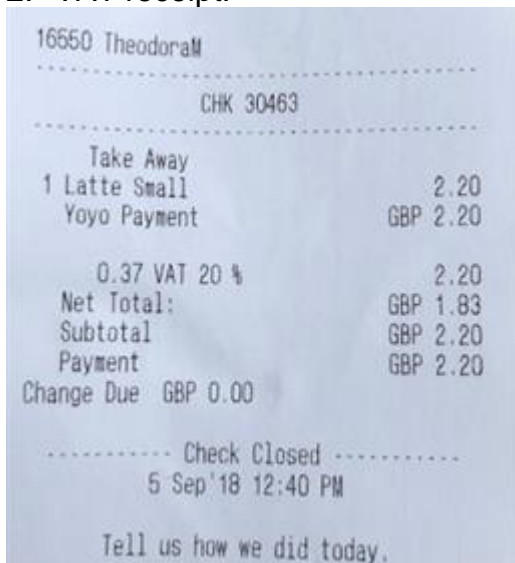 16550 TheodoraM
CHK 30463
Take Away
1 Latte Small 2.20
Yoyo Payment GBP 2.20
0.37 VAT 20 % 2.20
Net Total: GBP 1.83
Subtotal GBP 2.20
Payment GBP 2.20
Change Due GBP 0.00
----------- Check Closed -----------
5 Sep'18 12:40 PM
Tell us how we did today.